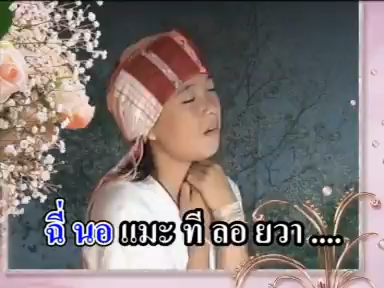 ฉี่ นอ แมะ ที ลอ ยวา ....